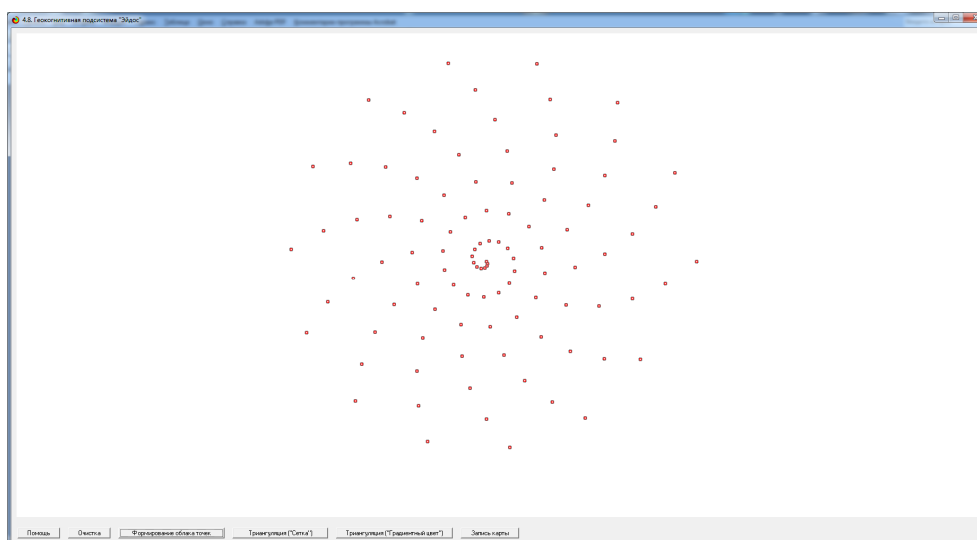 4.8. Геокогнитивная подсистема "Эйдос"
Помощь Очистка Формирование облака точек Триангуляция ("Сетка") Триангуляция ("Градиентный цвет") Запись карты